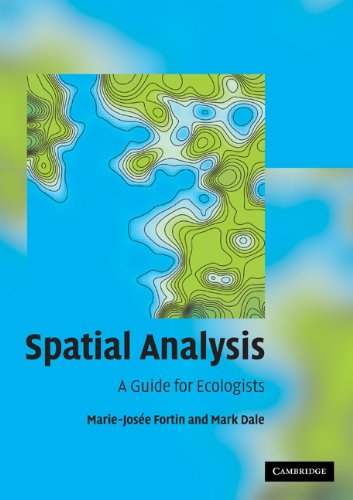 Spatial Analysis
A Guide for Ecologists
Marie-Josée Fortin and Mark Dale
CAMBRIDGE